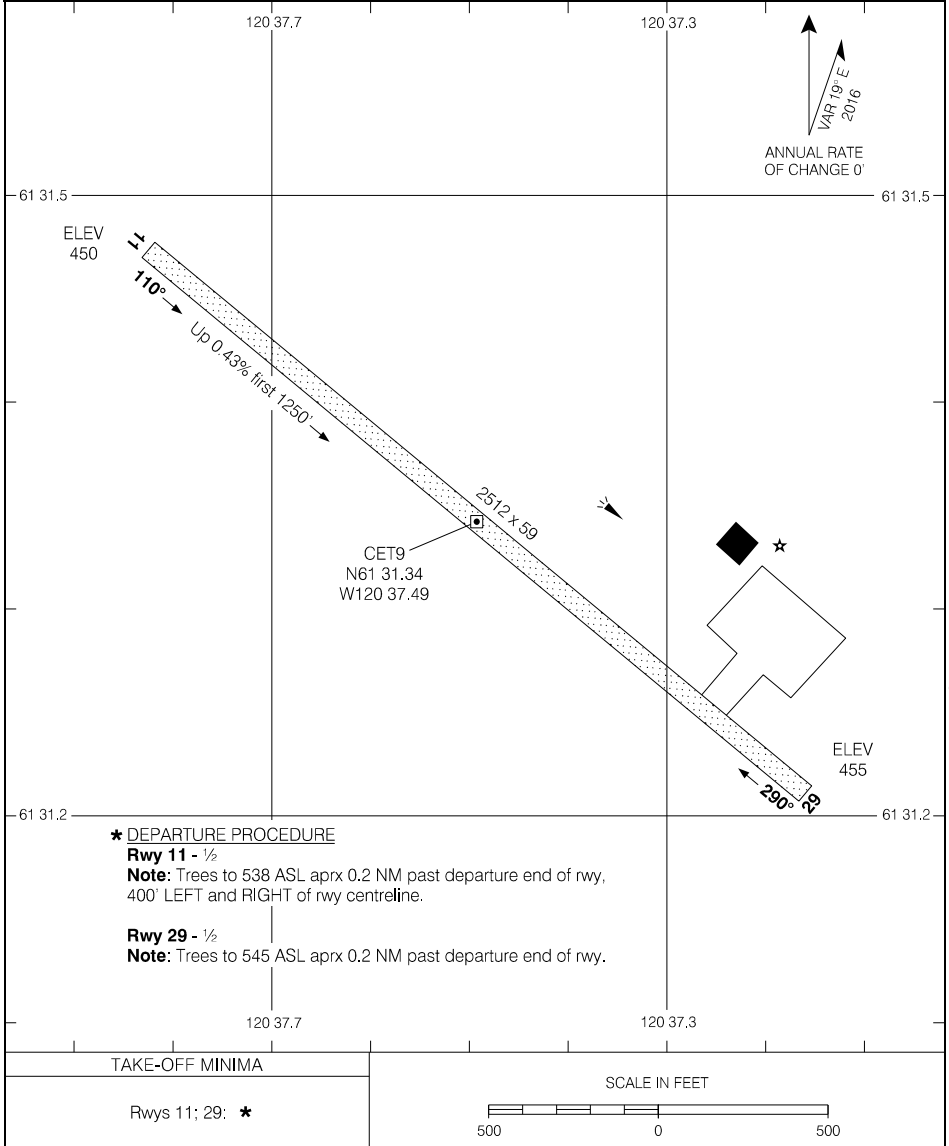 120 37.7
120 37.3
VAR 19° E
2016
ANNUAL RATE
OF CHANGE 0'
61 31.5
61 31.5
ELEV
450
11
110°
Up 0.43% first 1250'
2512 x 59
CET9
N61 31.34
W120 37.49
ELEV
455
290°
29
61 31.2
61 31.2
* DEPARTURE PROCEDURE
Rwy 11 - ½
Note: Trees to 538 ASL aprx 0.2 NM past departure end of rwy,
400' LEFT and RIGHT of rwy centreline.
Rwy 29 - ½
Note: Trees to 545 ASL aprx 0.2 NM past departure end of rwy.
120 37.7
120 37.3
TAKE-OFF MINIMA
Rwys 11; 29: *
SCALE IN FEET
500
0
500